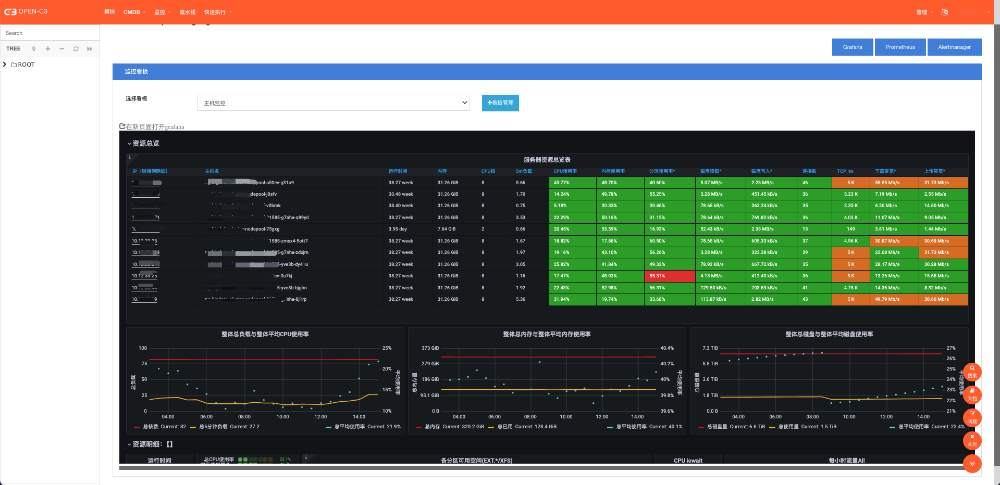 OPEN-C3 模块 CMDB 监控 流水线 快速执行 管理
Search
TREE
ROOT
Grafana Prometheus Alertmanager
监控看板
选择看板 主机监控 +看板管理
在新页面打开grafana
资源总览
服务器资源总览表
IP（链接到明细） 主机名 运行时间 内存 CPU核 5m负载 CPU使用率 内存使用率 分区使用率* 磁盘读取* 磁盘写入* 连接数 TCP_tw 下载带宽* 上传带宽*
pool-a50ev-g31o9 38.27 week 31.26 GiB 8 5.66 43.77% 48.70% 40.60% 5.07 MB/s 2.23 MB/s 46 5 K 58.55 Mb/s 31.73 Mb/s
depool-j8sfv 30.48 week 31.26 GiB 8 1.70 14.24% 49.78% 55.25% 3.28 MB/s 451.45 kB/s 36 3.23 K 7.19 Mb/s 2.55 Mb/s
-v0bmk 38.40 week 31.26 GiB 8 0.75 5.18% 30.33% 30.46% 78.65 kB/s 362.24 kB/s 35 2.35 K 6.20 Mb/s 14.60 Mb/s
1585-g7nha-q89yd 38.27 week 31.26 GiB 8 3.53 22.29% 50.16% 31.15% 78.64 kB/s 769.82 kB/s 36 4.03 K 11.07 Mb/s 9.05 Mb/s
-nodepool-75gxg 3.95 day 7.64 GiB 2 0.66 20.45% 33.59% 16.93% 52.43 kB/s 2.33 MB/s 13 149 3.61 Mb/s 1.44 Mb/s
1585-zmsx4-5ott7 38.27 week 31.26 GiB 8 1.67 18.82% 17.86% 60.50% 78.65 kB/s 605.33 kB/s 37 4.96 K 30.87 Mb/s 30.68 Mb/s
1585-g7nha-zdxjm 38.27 week 31.26 GiB 8 1.97 19.16% 43.10% 56.26% 3.28 MB/s 323.38 kB/s 29 5 K 22.08 Mb/s 31.73 Mb/s
5-yve3b-dy41u 38.27 week 31.26 GiB 8 3.05 25.82% 41.84% 49.33% 78.92 kB/s 667.72 kB/s 35 5 K 28.17 Mb/s 30.28 Mb/s
ev-0o7kj 38.27 week 31.26 GiB 8 1.16 17.47% 48.03% 85.37% 4.13 MB/s 412.40 kB/s 36 5 K 13.26 Mb/s 15.68 Mb/s
5-yve3b-bjglm 38.27 week 31.26 GiB 8 1.92 22.43% 52.98% 56.31% 129.50 kB/s 703.69 kB/s 41 4.75 K 14.36 Mb/s 8.32 Mb/s
nha-8j1rp 38.27 week 31.26 GiB 8 5.36 31.94% 19.74% 33.68% 113.87 kB/s 2.82 MB/s 43 5 K 49.79 Mb/s 38.60 Mb/s
整体总负载与整体平均CPU使用率
100 75 50 25 0
总负载
25% 20% 15% 10%
平均使用率
04:00 06:00 08:00 10:00 12:00 14:00
总核数 Current: 82 总5分钟负载 Current: 27.2 总平均使用率 Current: 21.9%
整体总内存与整体平均内存使用率
373 GiB 279 GiB 186 GiB 93.1 GiB 0 B
总内存量
40.4% 40.2% 40% 39.8% 39.6%
平均使用率
04:00 06:00 08:00 10:00 12:00 14:00
总内存 Current: 320.2 GiB 总已用 Current: 128.4 GiB 总平均使用率 Current: 40.1%
整体总磁盘与整体平均磁盘使用率
7.3 TiB 5.5 TiB 3.6 TiB 1.8 TiB 0.0 B
总磁盘量
27% 26% 25% 24% 23% 22% 21%
平均使用率
04:00 06:00 08:00 10:00 12:00 14:00
总磁盘量 Current: 6.6 TiB 总使用量 Current: 1.5 TiB 总平均使用率 Current: 23.4%
搜索
文档
问题
关闭
资源明细：【】
运行时间
总CPU使用率 22.1%
各分区可用空间(EXT.*/XFS)
CPU iowait
每小时流量All